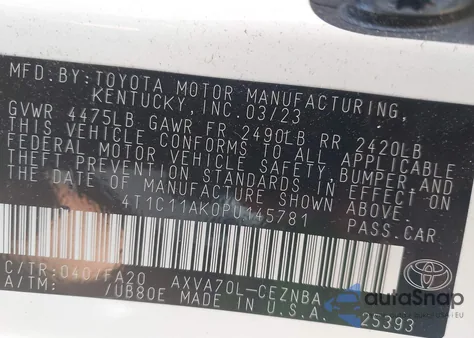 MFD.BY:TOYOTA MOTOR MANUFACTURING,
KENTUCKY,INC.03/23
GVWR 4475LB GAWR FR 2490LB RR 2420LB
THIS VEHICLE CONFORMS TO ALL APPLICABLE
FEDERAL MOTOR VEHICLE SAFETY,BUMPER,AND
THEFT PREVENTION STANDARDS IN EFFECT ON
THE DATE OF MANUFACTURE SHOWN ABOVE.
4T1C11AK0PU145781 PASS.CAR
C/TR:040/FA20 AXVA70L-CEZNBA
A/TM: /UB80E MADE IN U.S.A. 25393
TOYOTA
autoSnap